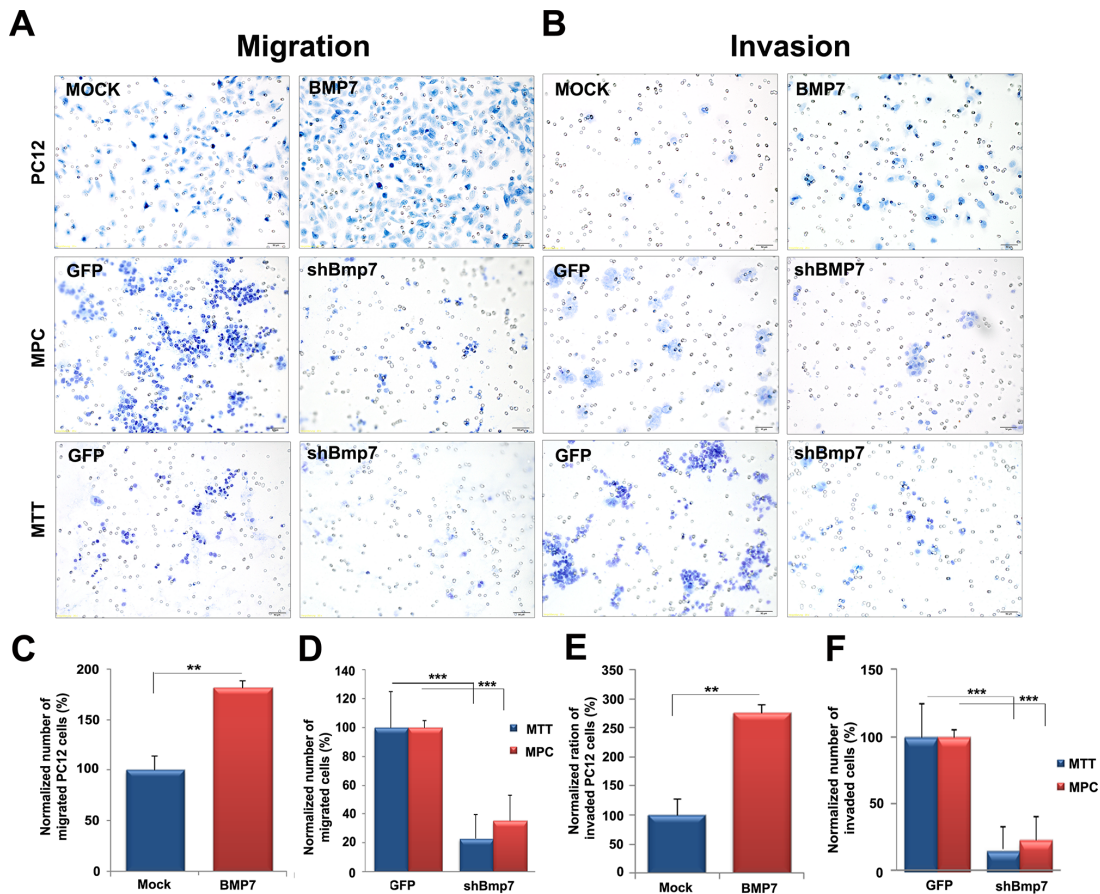 A
Migration
B
Invasion
PC12
MOCK
BMP7
MOCK
BMP7
MPC
GFP
shBmp7
GFP
shBMP7
MTT
GFP
shBmp7
GFP
shBmp7
C
Normalized number of
migrated PC12 cells (%)
200
150
100
50
0
**
Mock
BMP7
D
Normalized number of
migrated cells (%)
140
120
100
80
60
40
20
0
***
***
MTT
MPC
GFP
shBmp7
E
Normalized ration of
invaded PC12 cells (%)
350
300
250
200
150
100
50
0
**
Mock
BMP7
F
Normalized number of
invaded cells (%)
150
100
50
0
***
***
MTT
MPC
GFP
shBmp7